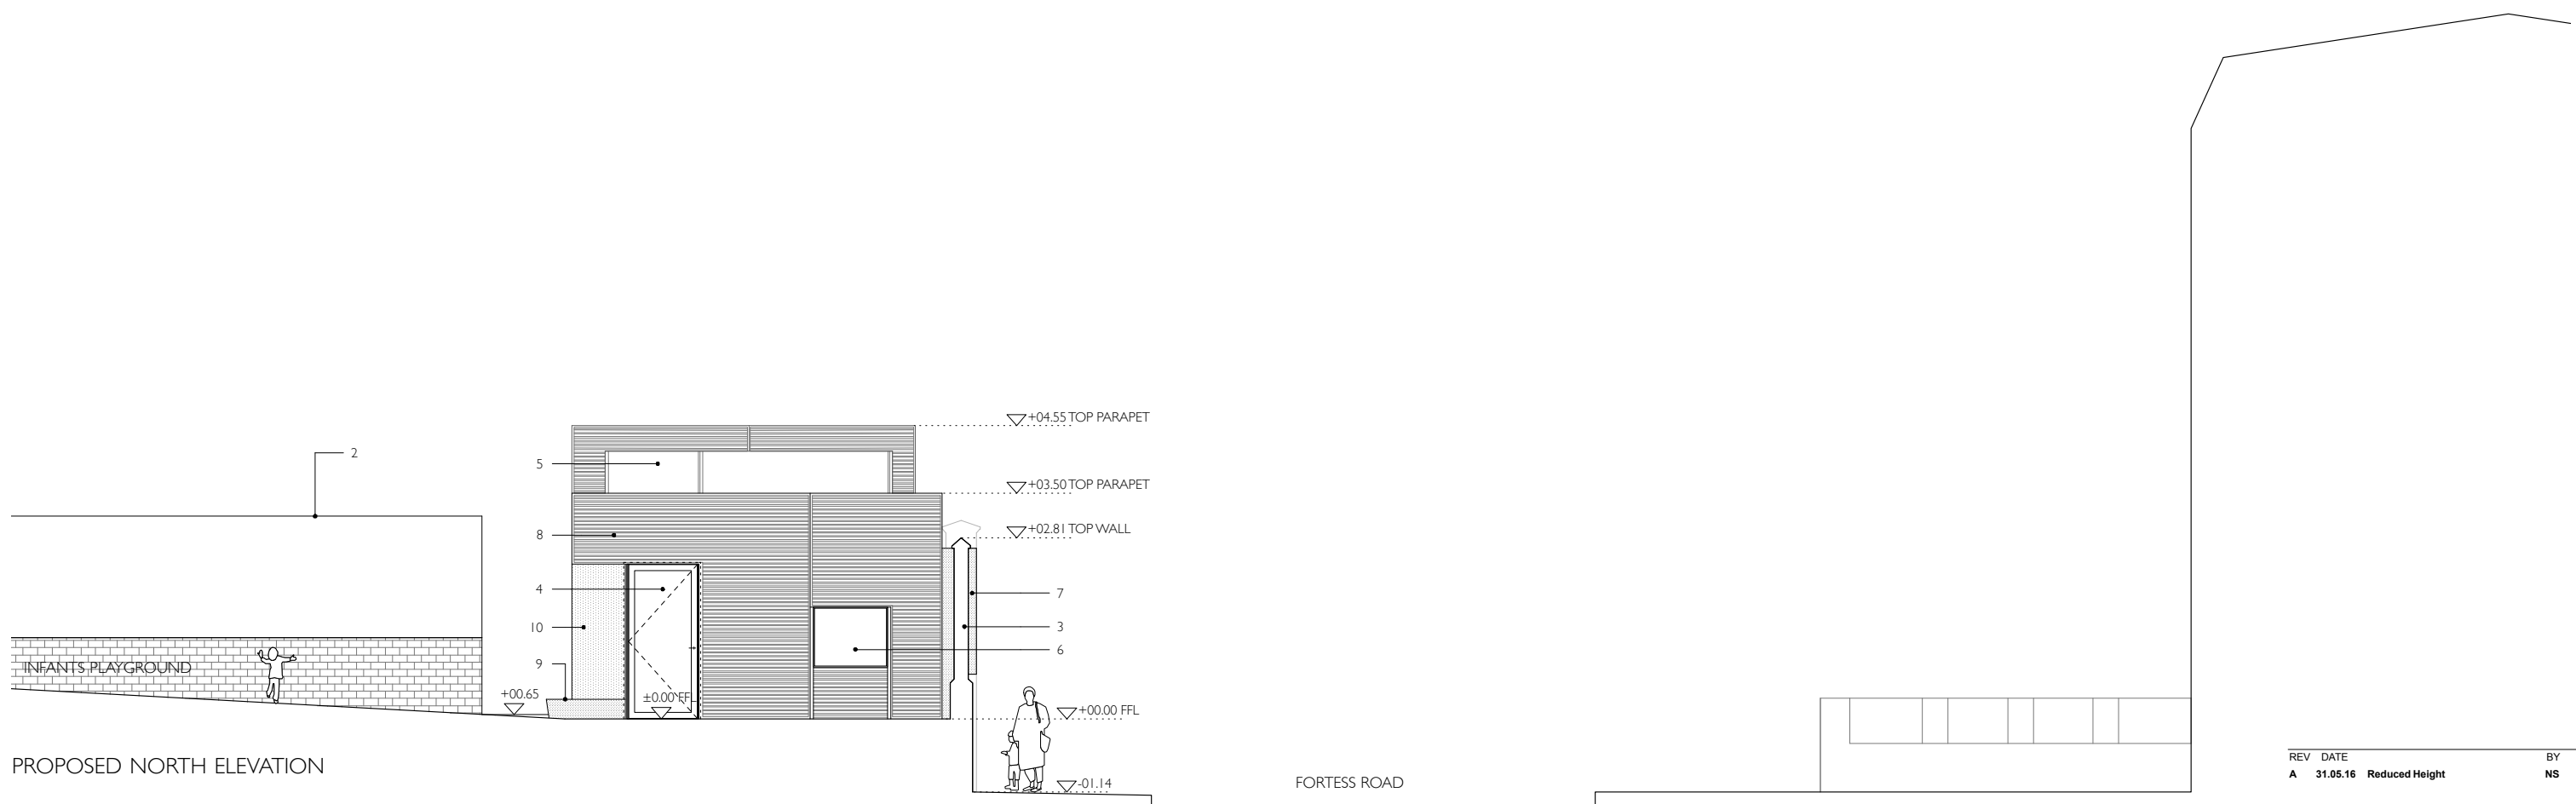 +04.55 TOP PARAPET
2
5
+03.50 TOP PARAPET
8
+02.81 TOP WALL
4
7
10
3
6
9
INFANTS PLAYGROUND
+00.65
±0.00 FFL
+00.00 FFL
PROPOSED NORTH ELEVATION
-01.14
FORTESS ROAD
REV DATE BY
A 31.05.16 Reduced Height NS